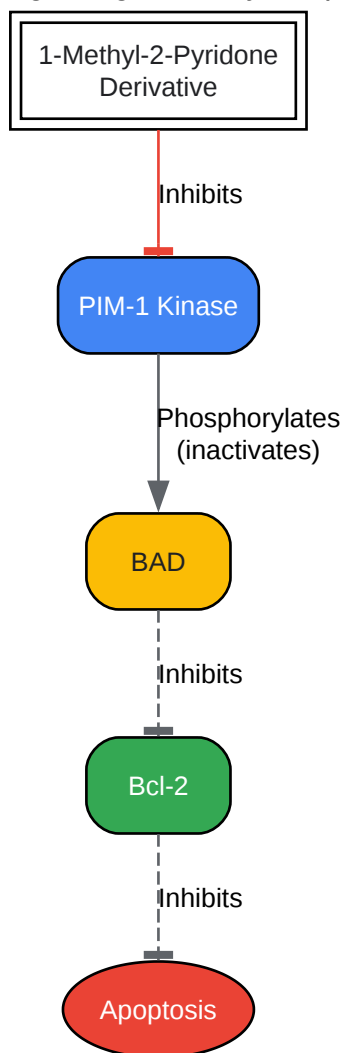 1-Methyl-2-Pyridone
Derivative
Inhibits
PIM-1 Kinase
Phosphorylates
(inactivates)
BAD
Inhibits
Bcl-2
Inhibits
Apoptosis